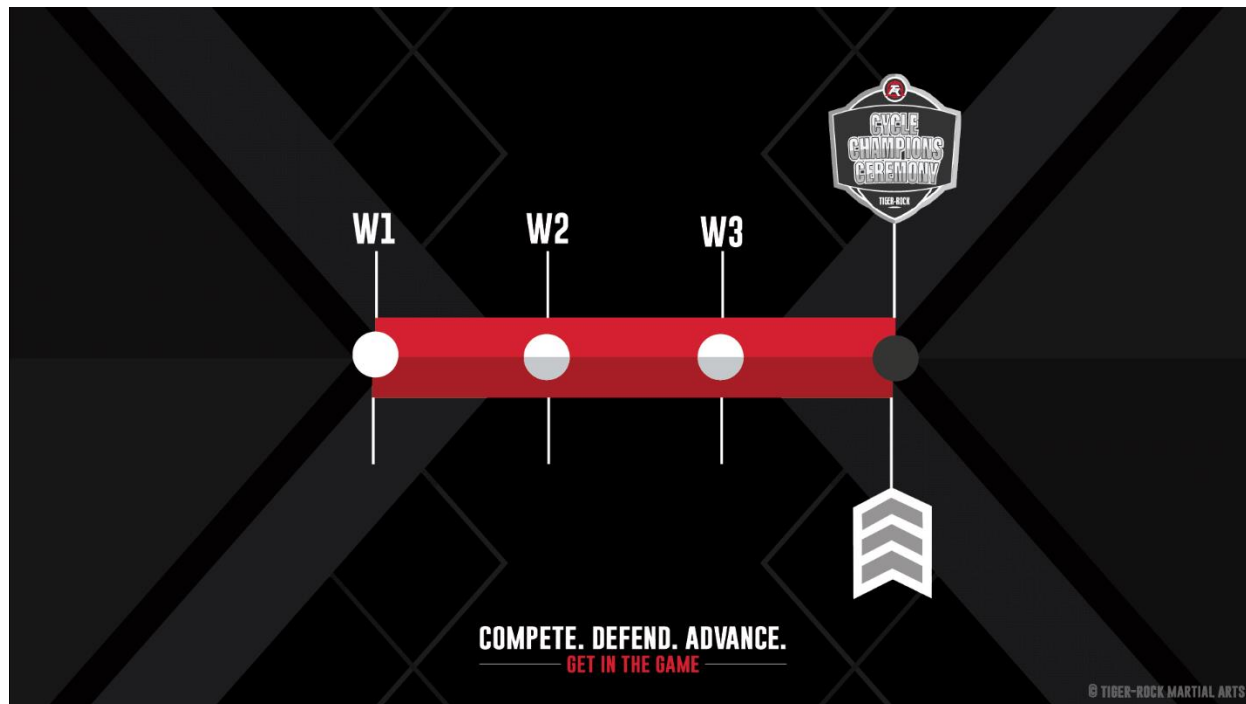 CYCLE
CHAMPIONS
CEREMONY
TIGER-ROCK
W1
W2
W3
COMPETE. DEFEND. ADVANCE.
GET IN THE GAME
© TIGER-ROCK MARTIAL ARTS